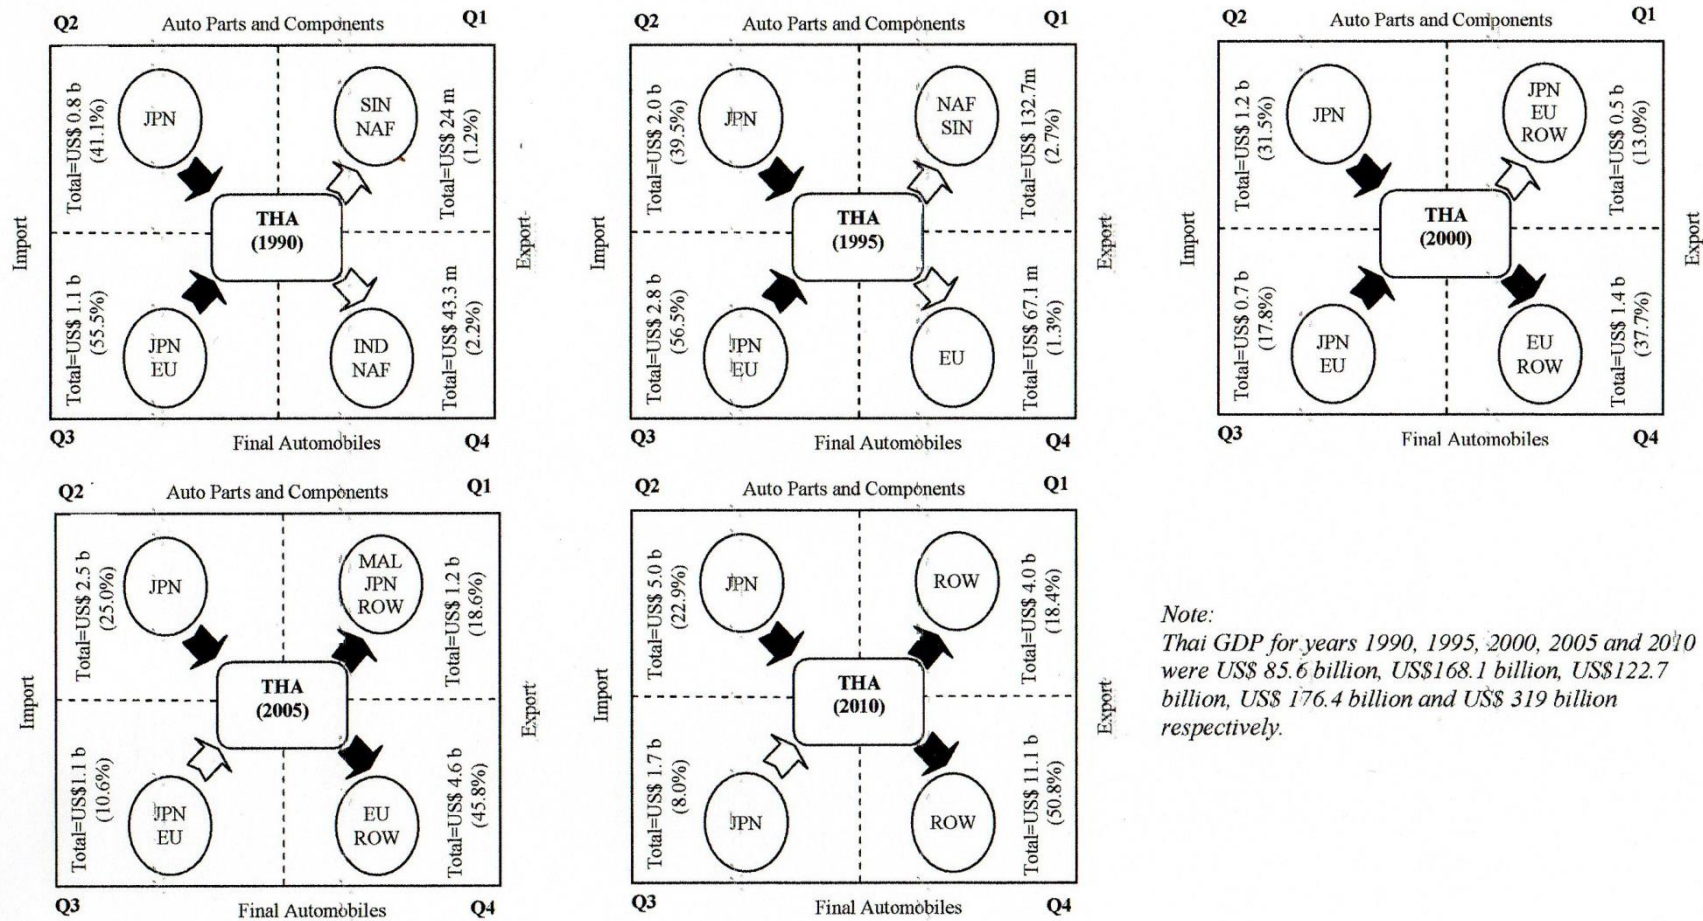 Q2 Auto Parts and Components Q1
Total=US$ 0.8 b
(41.1%)
JPN
SIN
NAF
Total=US$ 24 m
(1.2%)
Import
THA
(1990)
Export
Total=US$ 1.1 b
(55.5%)
JPN
EU
IND
NAF
Total=US$ 43.3 m
(2.2%)
Q3 Final Automobiles Q4
Q2 Auto Parts and Components Q1
Total=US$ 2.0 b
(39.5%)
JPN
NAF
SIN
Total=US$ 132.7m
(2.7%)
Import
THA
(1995)
Export
Total=US$ 2.8 b
(56.5%)
JPN
EU
EU
Total=US$ 67.1 m
(1.3%)
Q3 Final Automobiles Q4
Q2 Auto Parts and Components Q1
Total=US$ 1.2 b
(31.5%)
JPN
JPN
EU
ROW
Total=US$ 0.5 b
(13.0%)
Import
THA
(2000)
Export
Total=US$ 0.7 b
(17.8%)
JPN
EU
EU
ROW
Total=US$ 1.4 b
(37.7%)
Q3 Final Automobiles Q4
Q2 Auto Parts and Components Q1
Total=US$ 2.5 b
(25.0%)
JPN
MAL
JPN
ROW
Total=US$ 1.2 b
(18.6%)
Import
THA
(2005)
Export
Total=US$1.1 b
(10.6%)
JPN
EU
EU
ROW
Total=US$ 4.6 b
(45.8%)
Q3 Final Automobiles Q4
Q2 Auto Parts and Components Q1
Total=US$ 5.0 b
(22.9%)
JPN
ROW
Total=US$ 4.0 b
(18.4%)
Import
THA
(2010)
Export
Total=US$ 1.7 b
(8.0%)
JPN
ROW
Total=US$ 11.1 b
(50.8%)
Q3 Final Automobiles Q4
Note:
Thai GDP for years 1990, 1995, 2000, 2005 and 2010
were US$ 85.6 billion, US$168.1 billion, US$122.7
billion, US$ 176.4 billion and US$ 319 billion
respectively.